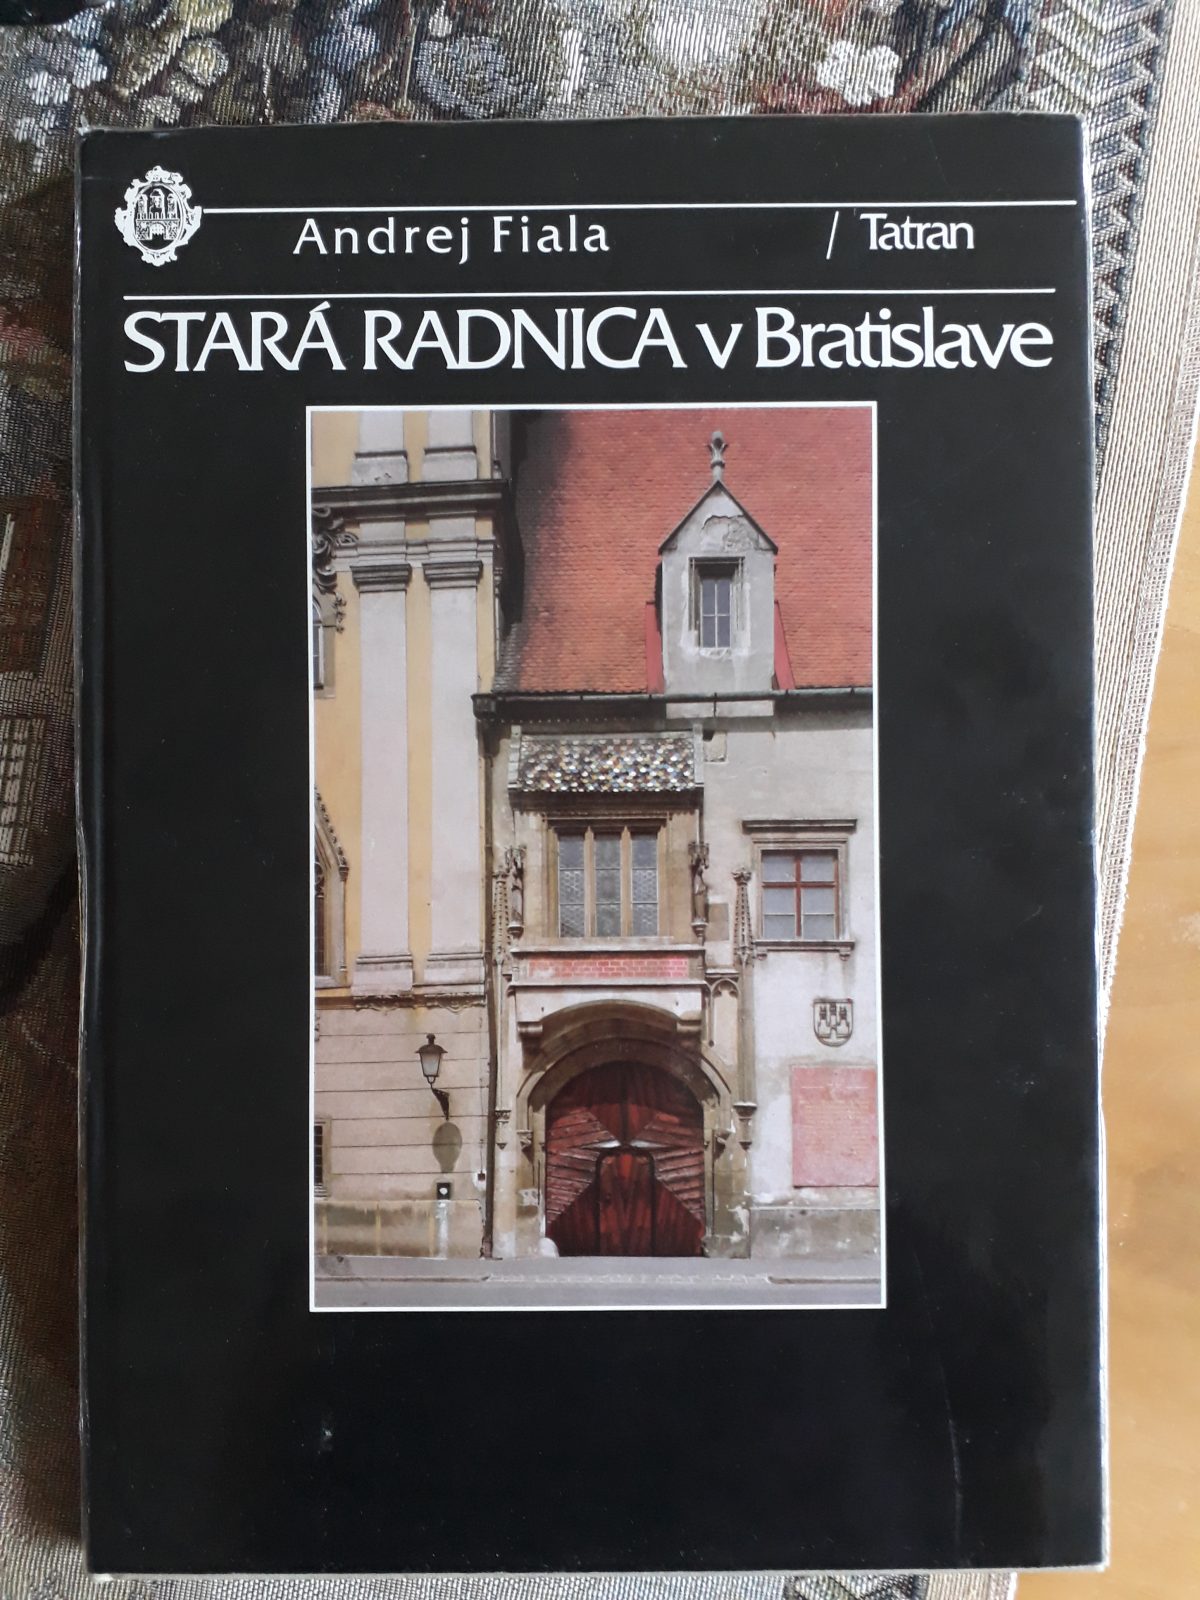 Andrej Fiala / Tatran
STARÁ RADNICA v Bratislave